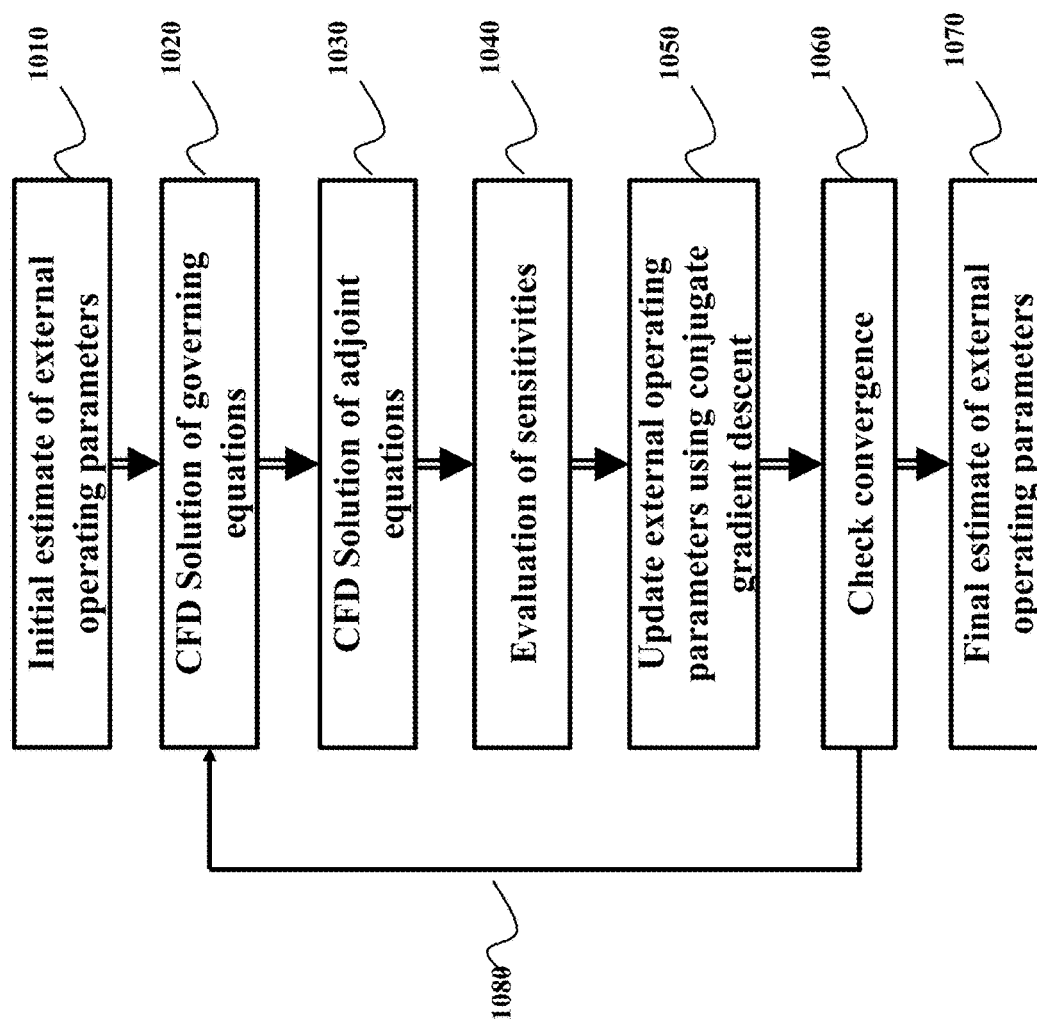 1010
Initial estimate of external
operating parameters
1020
CFD Solution of governing
equations
1030
CFD Solution of adjoint
equations
1040
Evaluation of sensitivities
1050
Update external operating
parameters using conjugate
gradient descent
1060
Check convergence
1070
Final estimate of external
operating parameters
1080